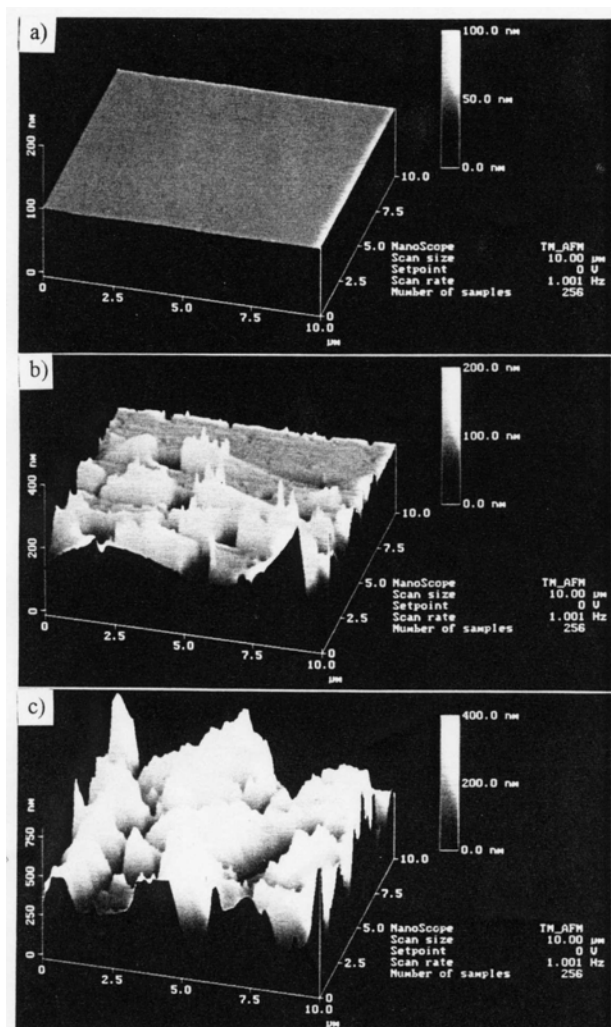 a)
100.0 nm
50.0 nm
0.0 nm
200
100
0
nm
10.0
7.5
5.0
2.5
0
0
2.5
5.0
7.5
10.0
µm
NanoScope TM_AFM
Scan size 10.00 µm
Setpoint 0 V
Scan rate 1.001 Hz
Number of samples 256
b)
200.0 nm
100.0 nm
0.0 nm
400
200
0
nm
10.0
7.5
5.0
2.5
0
0
2.5
5.0
7.5
10.0
µm
NanoScope TM_AFM
Scan size 10.00 µm
Setpoint 0 V
Scan rate 1.001 Hz
Number of samples 256
c)
400.0 nm
200.0 nm
0.0 nm
750
500
250
0
nm
10.0
7.5
5.0
2.5
0
0
2.5
5.0
7.5
10.0
µm
NanoScope TM_AFM
Scan size 10.00 µm
Setpoint 0 V
Scan rate 1.001 Hz
Number of samples 256